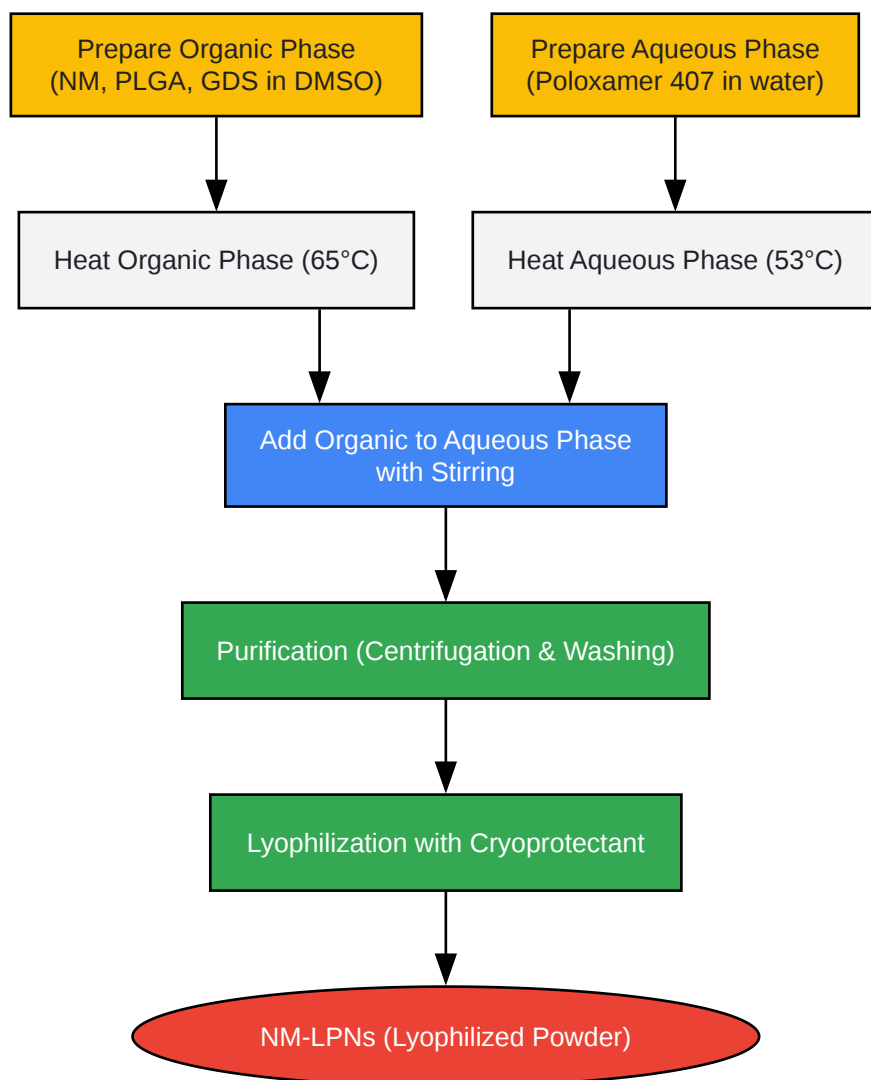 Prepare Organic Phase
(NM, PLGA, GDS in DMSO)
Prepare Aqueous Phase
(Poloxamer 407 in water)
Heat Organic Phase (65°C)
Heat Aqueous Phase (53°C)
Add Organic to Aqueous Phase
with Stirring
Purification (Centrifugation & Washing)
Lyophilization with Cryoprotectant
NM-LPNs (Lyophilized Powder)